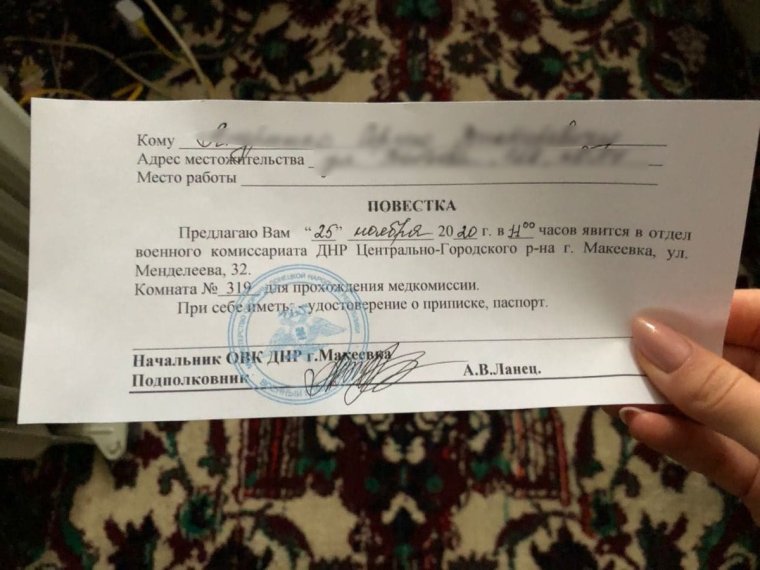 Кому
Адрес местожительства
Место работы
ПОВЕСТКА
Предлагаю Вам “25” ноября 2020 г. в 11⁰⁰ часов явится в отдел
военного комиссариата ДНР Центрально-Городского р-на г. Макеевка, ул.
Менделеева, 32.
Комната № 319 для прохождения медкомиссии.
При себе иметь: удостоверение о приписке, паспорт.
Начальник ОВК ДНР г.Макеевка
Подполковник А.В.Ланец.